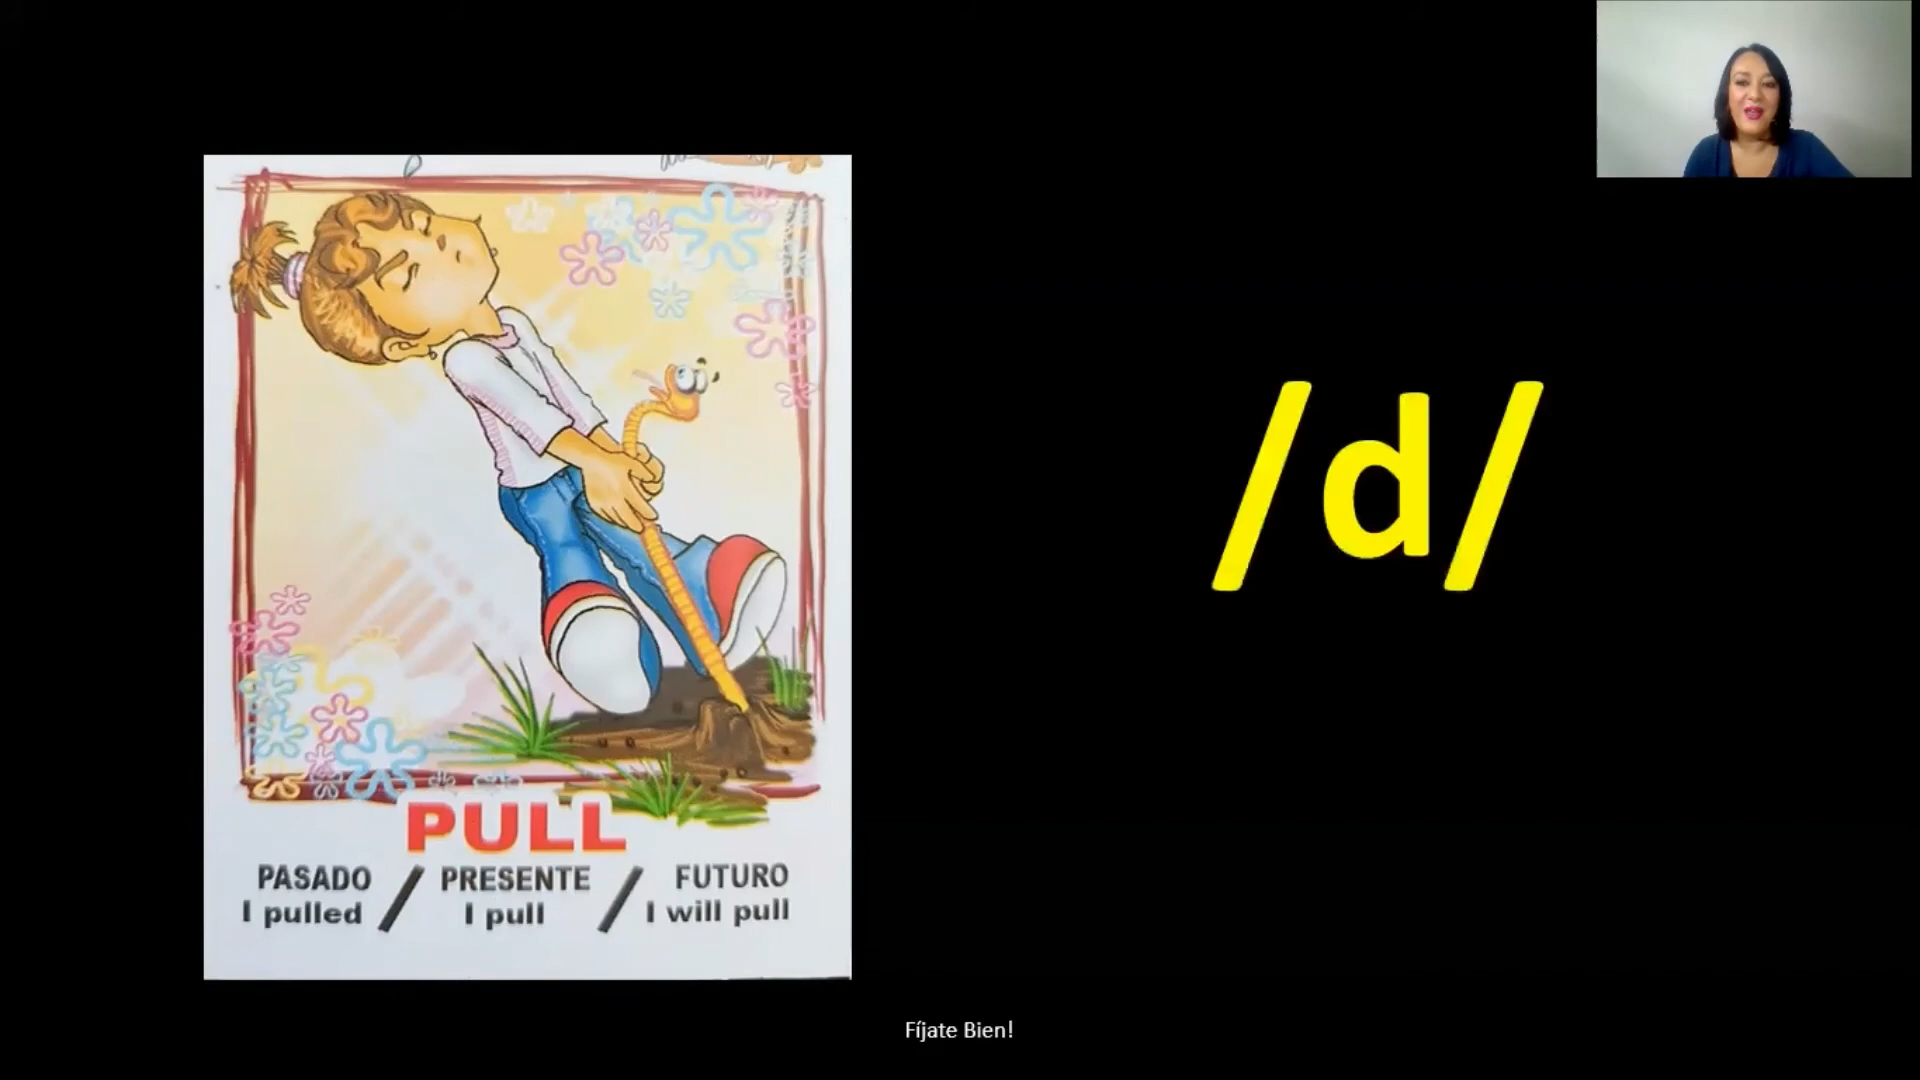 PULL
PASADO / PRESENTE / FUTURO
I pulled / I pull / I will pull
/d/
Fíjate Bien!